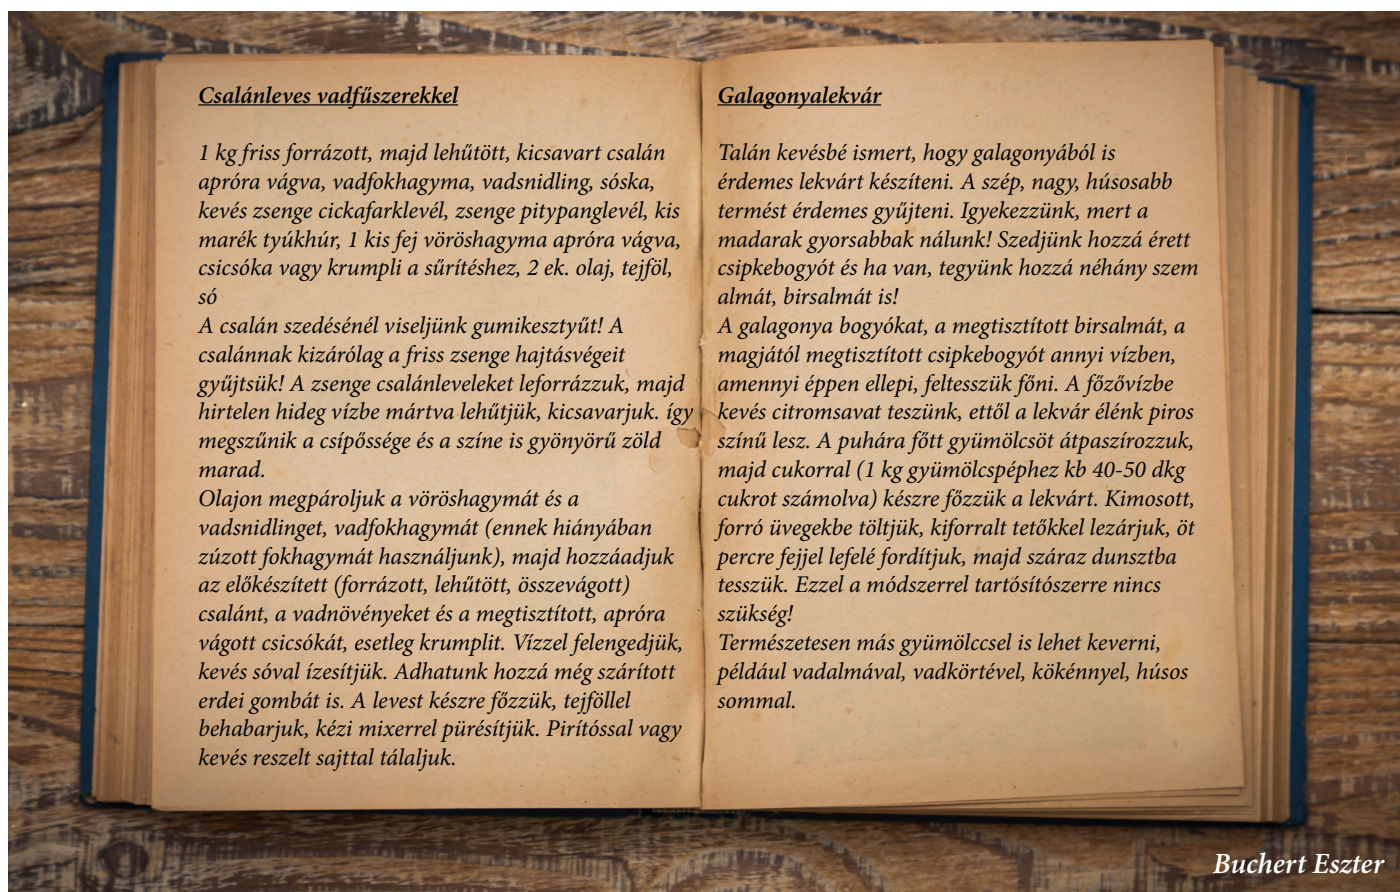 Csalánleves vadfűszerekkel
1 kg friss forrázott, majd lehűtött, kicsavart csalán
apróra vágva, vadfokhagyma, vadsnidling, sóska,
kevés zsenge cickafarklevél, zsenge pitypanglevél, kis
marék tyúkhúr, 1 kis fej vöröshagyma apróra vágva,
csicsóka vagy krumpli a sűrítéshez, 2 ek. olaj, tejföl,
só
A csalán szedésénél viseljünk gumikesztyűt! A
csalánnak kizárólag a friss zsenge hajtásvégeit
gyűjtsük! A zsenge csalánleveleket leforrázzuk, majd
hirtelen hideg vízbe mártva lehűtjük, kicsavarjuk. így
megszűnik a csípőssége és a színe is gyönyörű zöld
marad.
Olajon megpároljuk a vöröshagymát és a
vadsnidlinget, vadfokhagymát (ennek hiányában
zúzott fokhagymát használjunk), majd hozzáadjuk
az előkészített (forrázott, lehűtött, összevágott)
csalánt, a vadnövényeket és a megtisztított, apróra
vágott csicsókát, esetleg krumplit. Vízzel felengedjük,
kevés sóval ízesítjük. Adhatunk hozzá még szárított
erdei gombát is. A levest készre főzzük, tejföllel
behabarjuk, kézi mixerrel pürésítjük. Pirítóssal vagy
kevés reszelt sajttal tálaljuk.
Galagonyalekvár
Talán kevésbé ismert, hogy galagonyából is
érdemes lekvárt készíteni. A szép, nagy, húsosabb
termést érdemes gyűjteni. Igyekezzünk, mert a
madarak gyorsabbak nálunk! Szedjünk hozzá érett
csipkebogyót és ha van, tegyünk hozzá néhány szem
almát, birsalmát is!
A galagonya bogyókat, a megtisztított birsalmát, a
magjától megtisztított csipkebogyót annyi vízben,
amennyi éppen ellepi, feltesszük főni. A főzővízbe
kevés citromsavat teszünk, ettől a lekvár élénk piros
színű lesz. A puhára főtt gyümölcsöt átpaszírozzuk,
majd cukorral (1 kg gyümölcspéphez kb 40-50 dkg
cukrot számolva) készre főzzük a lekvárt. Kimosott,
forró üvegekbe töltjük, kiforralt tetőkkel lezárjuk, öt
percre fejjel lefelé fordítjuk, majd száraz dunsztba
tesszük. Ezzel a módszerrel tartósítószerre nincs
szükség!
Természetesen más gyümölccsel is lehet keverni,
például vadalmával, vadkörtével, kökénnyel, húsos
sommal.
Buchert Eszter